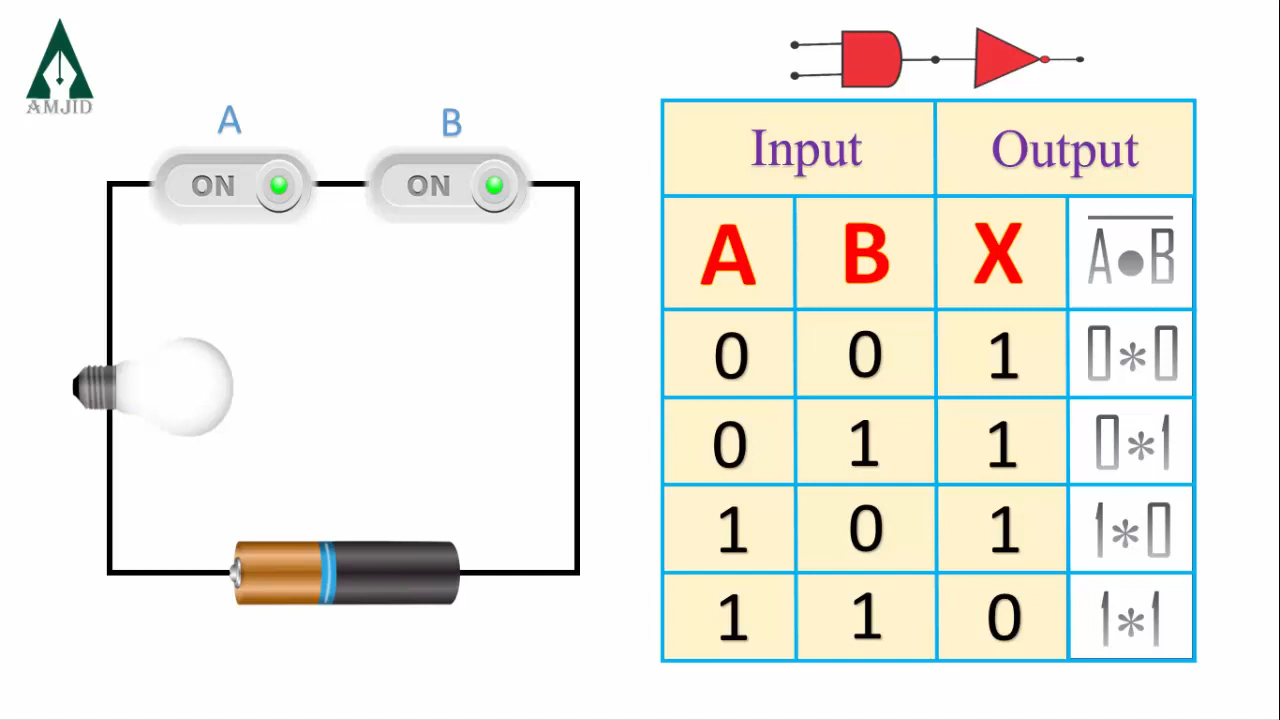 AMJID
A B
ON ON
Input Output
A B X A•B
0 0 1 0*0
0 1 1 0*1
1 0 1 1*0
1 1 0 1*1